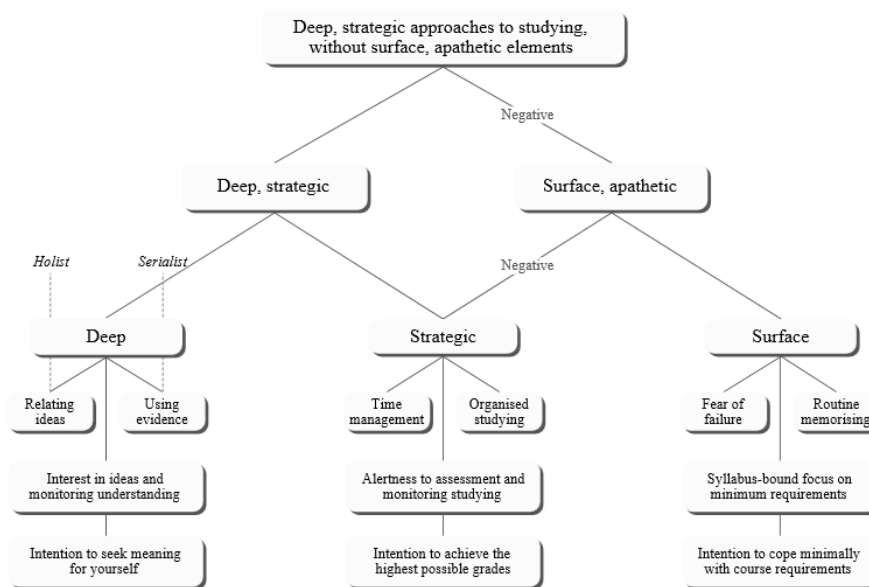 Deep, strategic approaches to studying,
without surface, apathetic elements
Negative
Deep, strategic
Surface, apathetic
Holist
Serialist
Negative
Deep
Strategic
Surface
Relating
ideas
Using
evidence
Time
management
Organised
studying
Fear of
failure
Routine
memorising
Interest in ideas and
monitoring understanding
Alertness to assessment and
monitoring studying
Syllabus-bound focus on
minimum requirements
Intention to seek meaning
for yourself
Intention to achieve the
highest possible grades
Intention to cope minimally
with course requirements